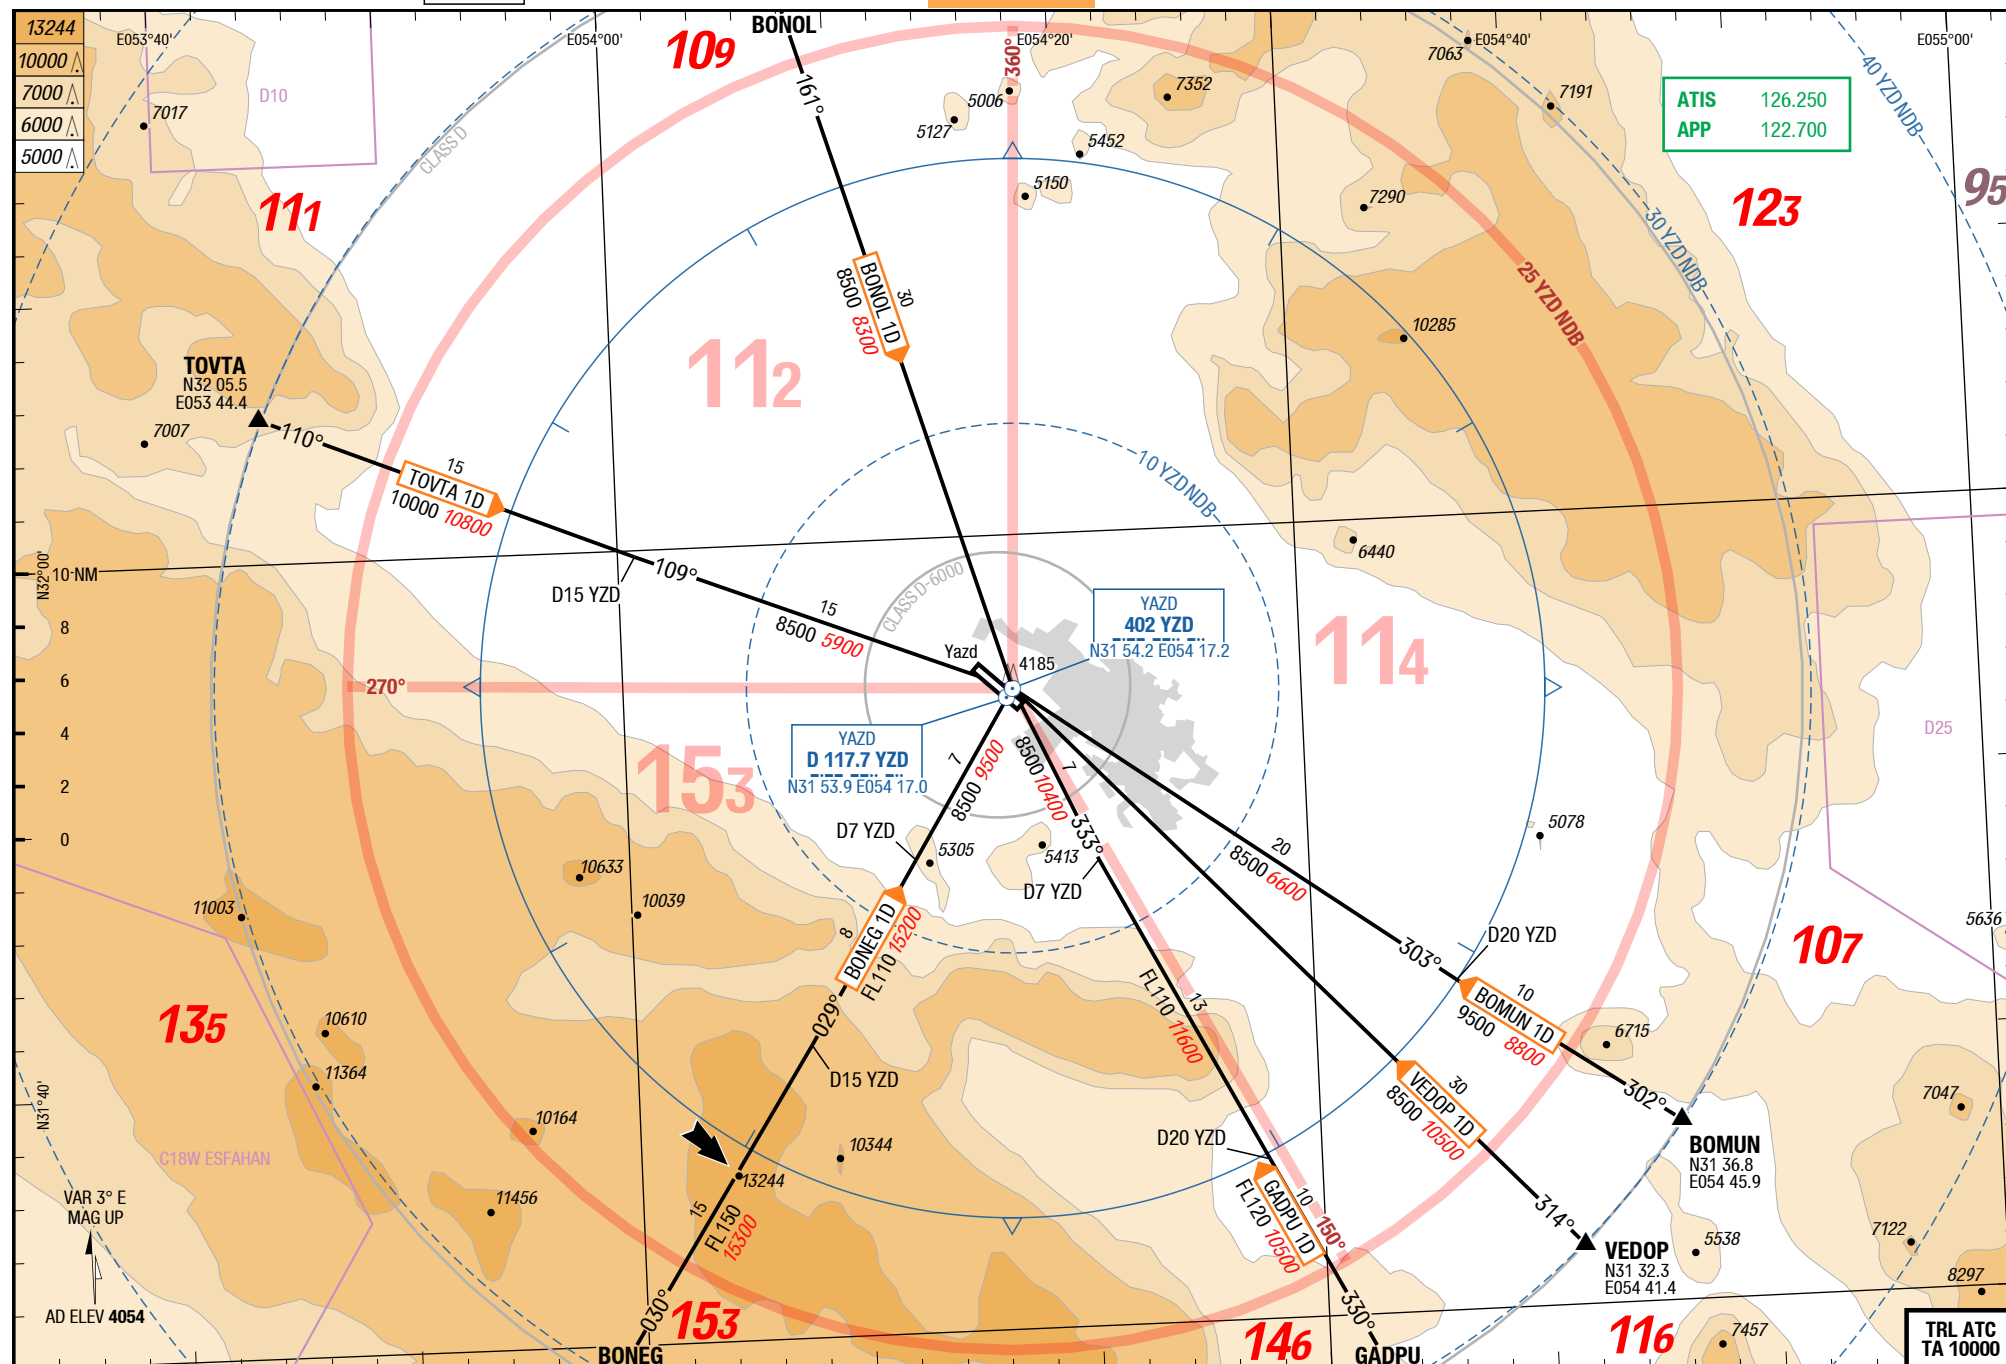 13244
10000
7000
6000
5000
E053°40'
E054°00'
E054°20'
E054°40'
E055°00'
BONOL
109
360°
161°
D10
7017
CLASS D
5006
5127
7352
5452
5150
7063
7191
7290
40 YZD NDB
30 YZD NDB
25 YZD NDB
ATIS 126.250
APP 122.700
111
123
95
BONOL 1D
30
8500 8300
112
10285
TOVTA
N32 05.5
E053 44.4
7007
110°
15
TOVTA 1D
10000 10800
10 YZD NDB
6440
N32°00'
10 NM
8
6
4
2
0
D15 YZD
109°
15
8500 5900
CLASS D-6000
YAZD
402 YZD
N31 54.2 E054 17.2
Yazd
4185
114
270°
153
YAZD
D 117.7 YZD
N31 53.9 E054 17.0
D25
7
8500 9500
7
8500 10400
333°
D7 YZD
5305
5413
D7 YZD
20
8500 6600
5078
10633
10039
11003
8
BONEG 1D
FL110 15200
029°
303°
D20 YZD
107
5636
10
BOMUN 1D
9500 8800
6715
13
FL110 11600
135
10610
11364
D15 YZD
30
VEDOP 1D
8500 10500
302°
BOMUN
N31 36.8
E054 45.9
7047
N31°40'
10164
10344
D20 YZD
C18W ESFAHAN
13244
11456
15
FL150
15300
10
GADPU 1D
FL120 10500
150°
314°
VEDOP
N31 32.3
E054 41.4
5538
7122
8297
VAR 3° E
MAG UP
AD ELEV 4054
030°
153
BONEG
146
330°
GADPU
116
7457
TRL ATC
TA 10000